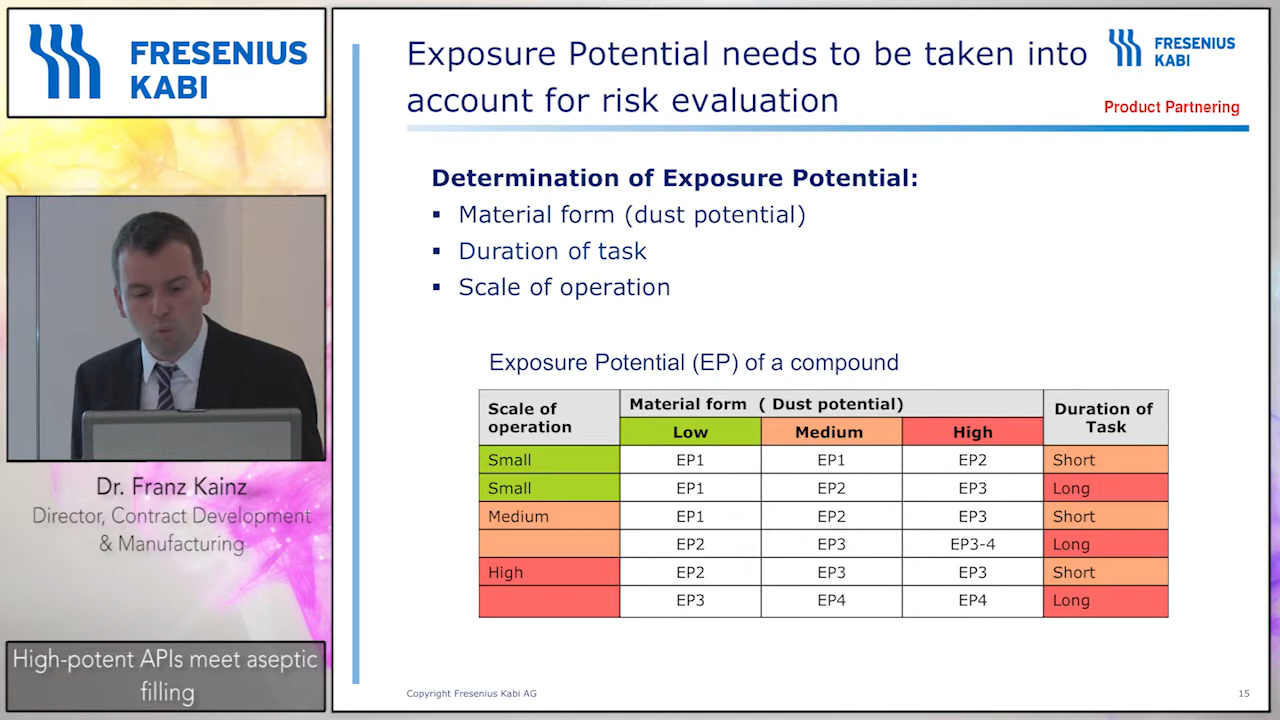 FRESENIUS
KABI
Dr. Franz Kainz
Director, Contract Development
& Manufacturing
High-potent APIs meet aseptic
filling
Exposure Potential needs to be taken into
account for risk evaluation
FRESENIUS
KABI
Product Partnering
Determination of Exposure Potential:
▪ Material form (dust potential)
▪ Duration of task
▪ Scale of operation
Exposure Potential (EP) of a compound
Scale of
operation
Material form ( Dust potential)
Duration of
Task
Low Medium High
Small EP1 EP1 EP2 Short
Small EP1 EP2 EP3 Long
Medium EP1 EP2 EP3 Short
EP2 EP3 EP3-4 Long
High EP2 EP3 EP3 Short
EP3 EP4 EP4 Long
Copyright Fresenius Kabi AG
15